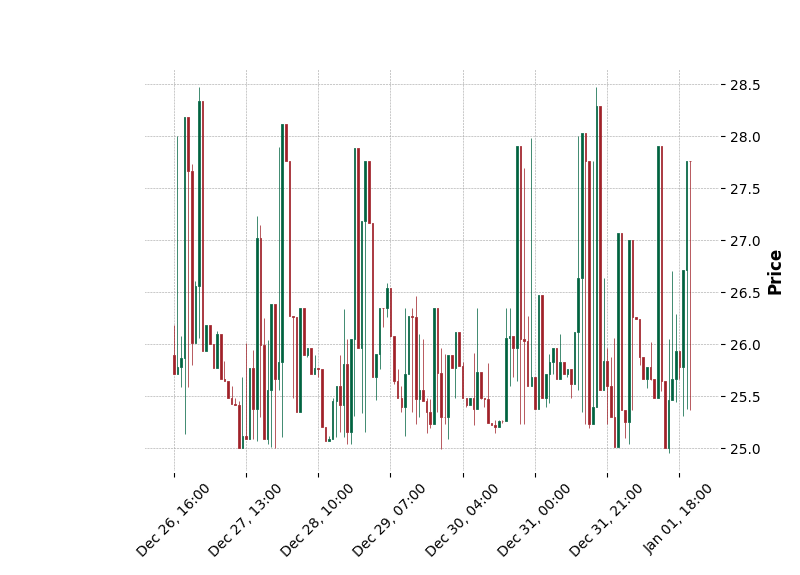 28.5
28.0
27.5
27.0
26.5
26.0
25.5
25.0
Price
Dec 26, 16:00
Dec 27, 13:00
Dec 28, 10:00
Dec 29, 07:00
Dec 30, 04:00
Dec 31, 00:00
Dec 31, 21:00
Jan 01, 18:00